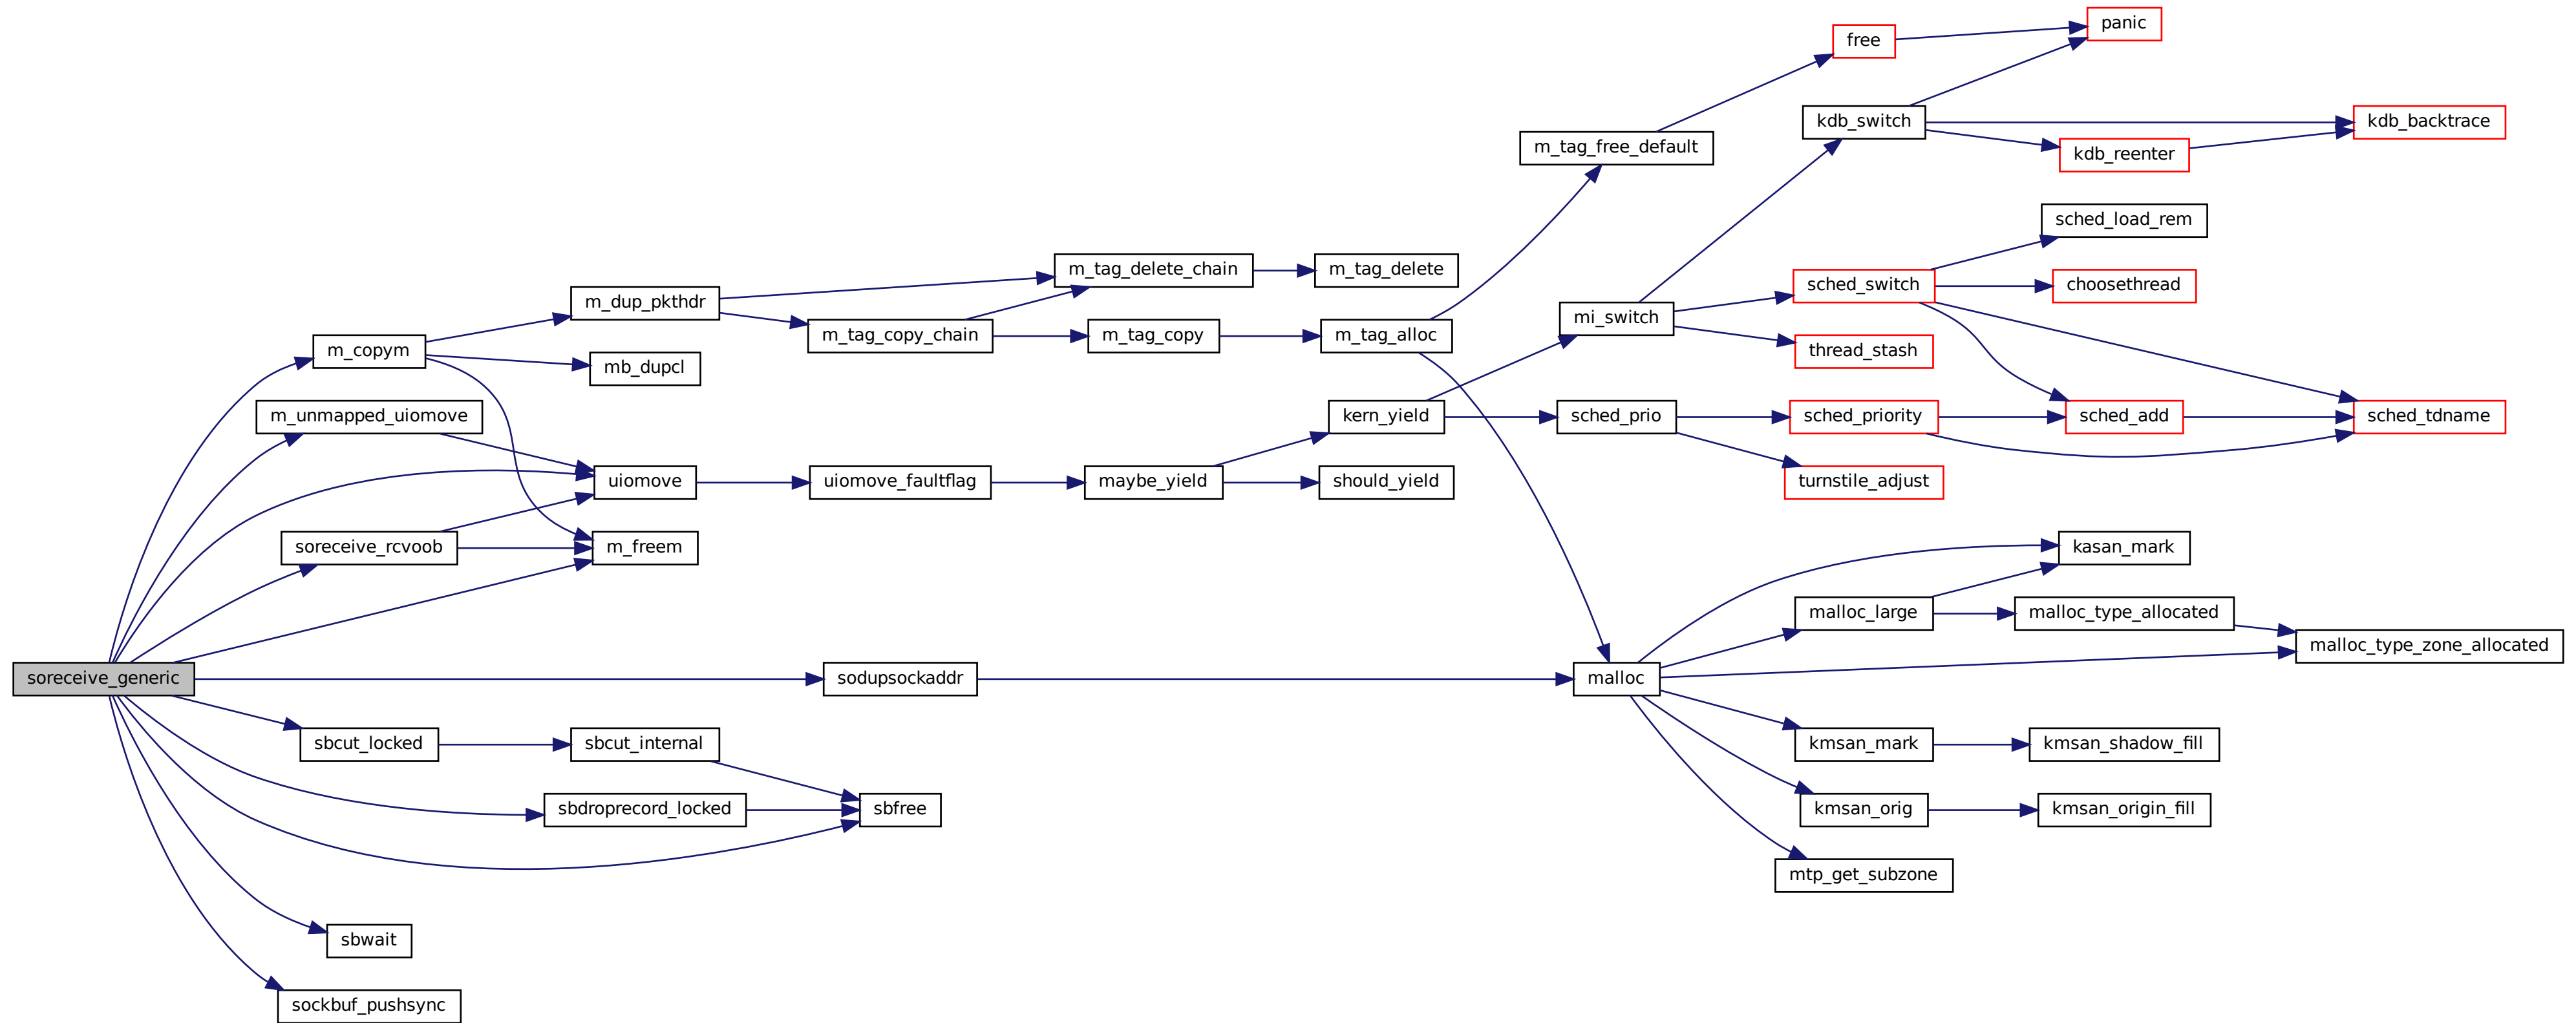 panic
free
kdb_switch
kdb_backtrace
m_tag_free_default
kdb_reenter
sched_load_rem
m_tag_delete_chain
m_tag_delete
sched_switch
choosethread
m_dup_pkthdr
mi_switch
m_tag_copy_chain
m_tag_copy
m_tag_alloc
m_copym
thread_stash
mb_dupcl
m_unmapped_uiomove
kern_yield
sched_prio
sched_priority
sched_add
sched_tdname
uiomove
uiomove_faultflag
maybe_yield
should_yield
turnstile_adjust
soreceive_rcvoob
m_freem
kasan_mark
malloc_large
malloc_type_allocated
malloc_type_zone_allocated
soreceive_generic
sodupsockaddr
malloc
sbcut_locked
sbcut_internal
kmsan_mark
kmsan_shadow_fill
sbdroprecord_locked
sbfree
kmsan_orig
kmsan_origin_fill
mtp_get_subzone
sbwait
sockbuf_pushsync